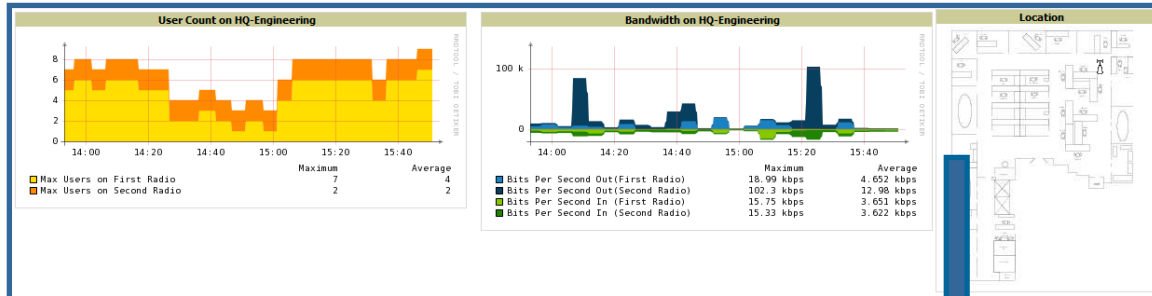 User Count on HQ-Engineering
8
6
4
2
0
14:00 14:20 14:40 15:00 15:20 15:40
RRDTOOL / TOBI OETIKER
Maximum Average
Max Users on First Radio 7 4
Max Users on Second Radio 2 2
Bandwidth on HQ-Engineering
100 k
0
14:00 14:20 14:40 15:00 15:20 15:40
RRDTOOL / TOBI OETIKER
Maximum Average
Bits Per Second Out(First Radio) 18.99 kbps 4.652 kbps
Bits Per Second Out(Second Radio) 102.3 kbps 12.98 kbps
Bits Per Second In (First Radio) 15.75 kbps 3.651 kbps
Bits Per Second In (Second Radio) 15.33 kbps 3.622 kbps
Location